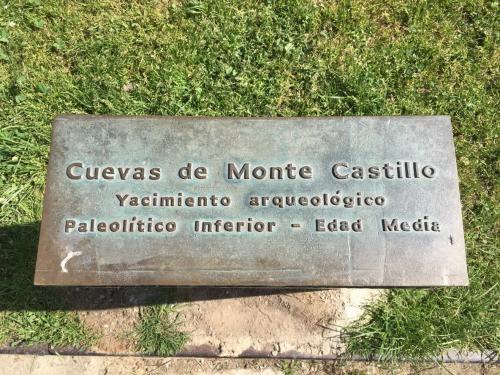 Cuevas de Monte Castillo
Yacimiento arqueológico
Paleolítico Inferior - Edad Media